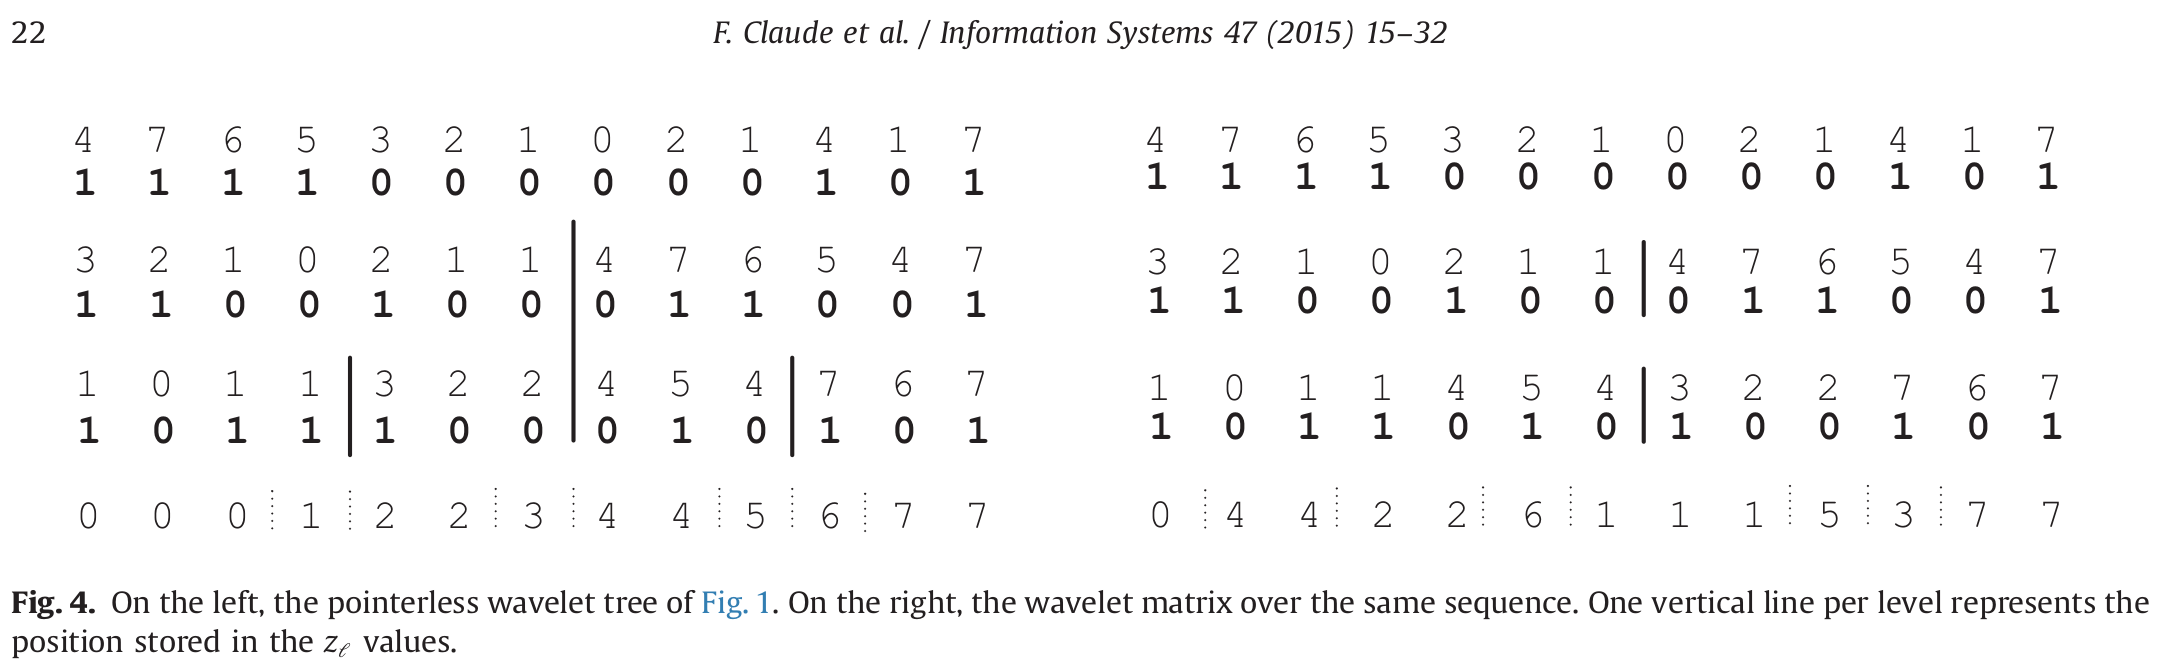 22 F. Claude et al. / Information Systems 47 (2015) 15–32
4 7 6 5 3 2 1 0 2 1 4 1 7
1 1 1 1 0 0 0 0 0 0 1 0 1
3 2 1 0 2 1 1 4 7 6 5 4 7
1 1 0 0 1 0 0 0 1 1 0 0 1
1 0 1 1 3 2 2 4 5 4 7 6 7
1 0 1 1 1 0 0 0 1 0 1 0 1
0 0 0 1 2 2 3 4 4 5 6 7 7
4 7 6 5 3 2 1 0 2 1 4 1 7
1 1 1 1 0 0 0 0 0 0 1 0 1
3 2 1 0 2 1 1 4 7 6 5 4 7
1 1 0 0 1 0 0 0 1 1 0 0 1
1 0 1 1 4 5 4 3 2 2 7 6 7
1 0 1 1 0 1 0 1 0 0 1 0 1
0 4 4 2 2 6 1 1 1 5 3 7 7
Fig. 4. On the left, the pointerless wavelet tree of Fig. 1. On the right, the wavelet matrix over the same sequence. One vertical line per level represents the
position stored in the zℓ values.